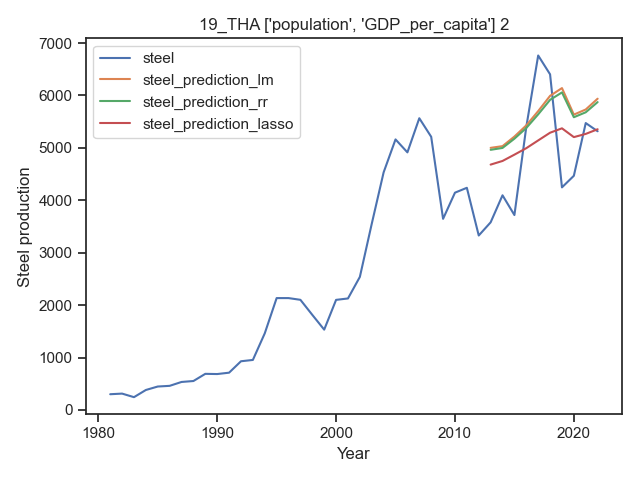 19_THA ['population', 'GDP_per_capita'] 2
7000
6000
5000
4000
3000
2000
1000
0
Steel production
steel
steel_prediction_lm
steel_prediction_rr
steel_prediction_lasso
1980
1990
2000
2010
2020
Year